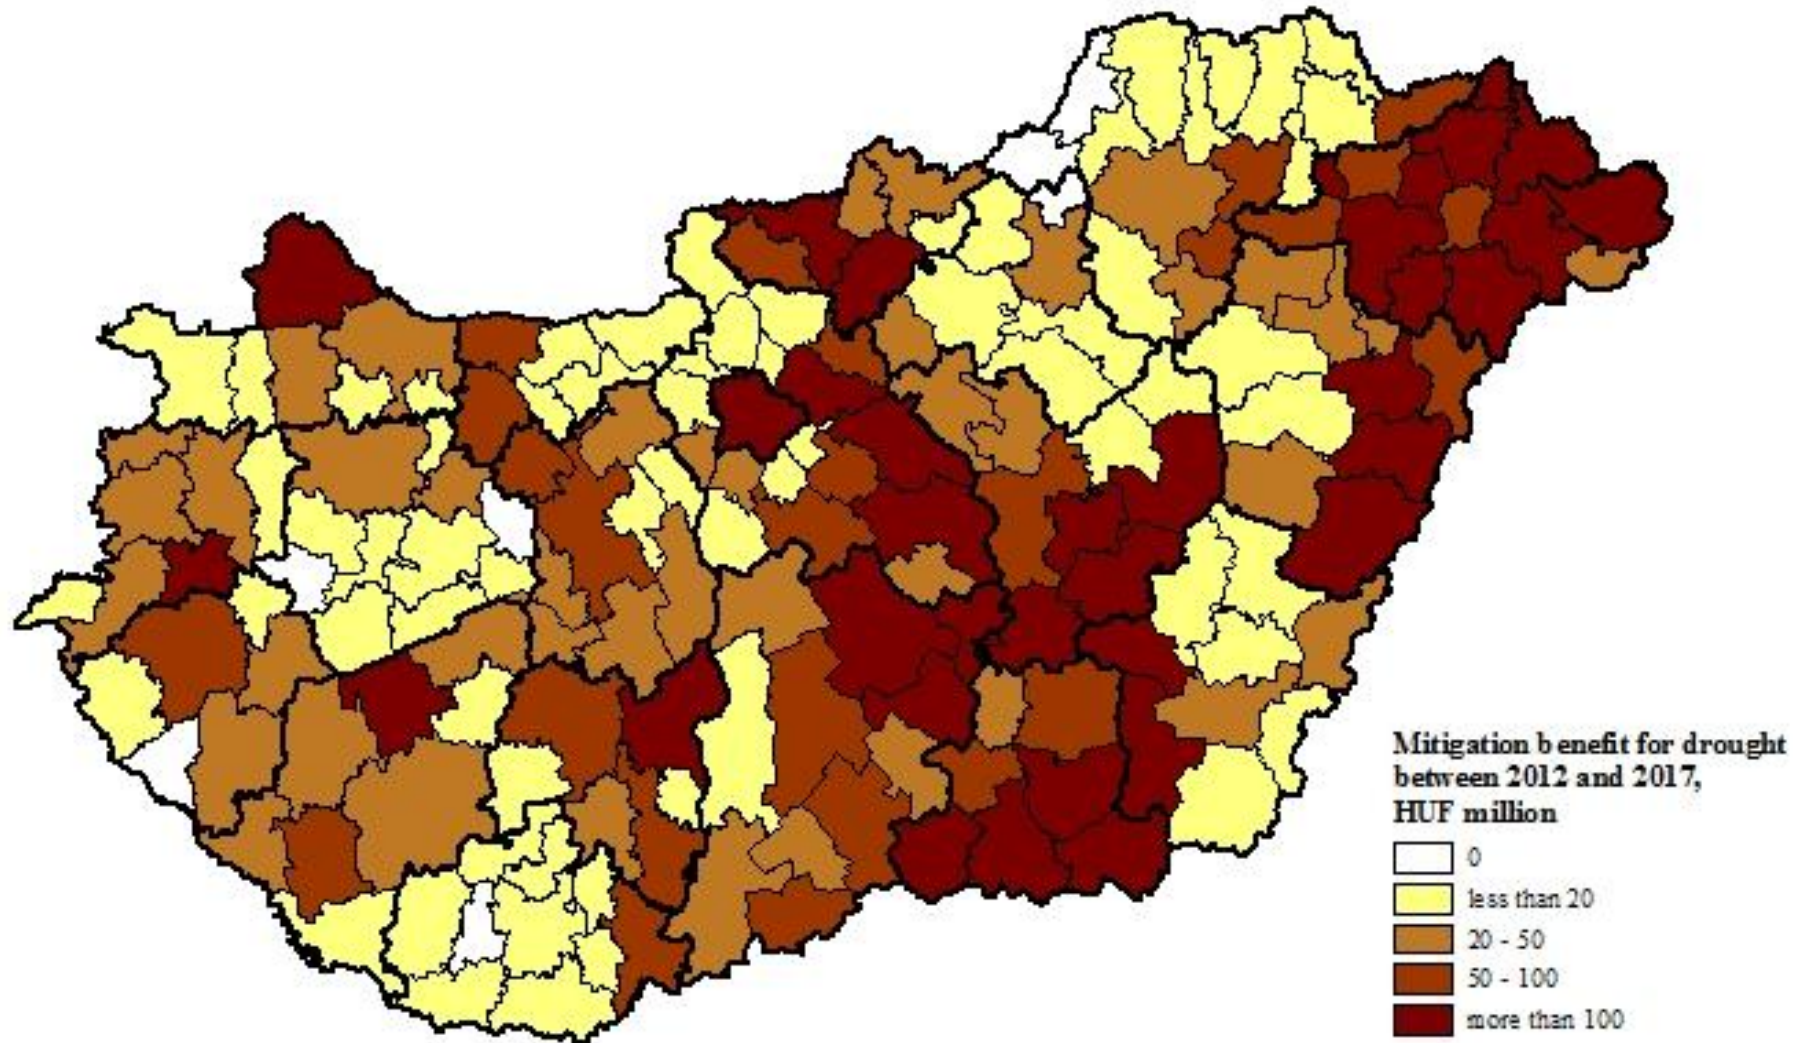 Mitigation benefit for drought
between 2012 and 2017,
HUF million
0
less than 20
20 - 50
50 - 100
more than 100